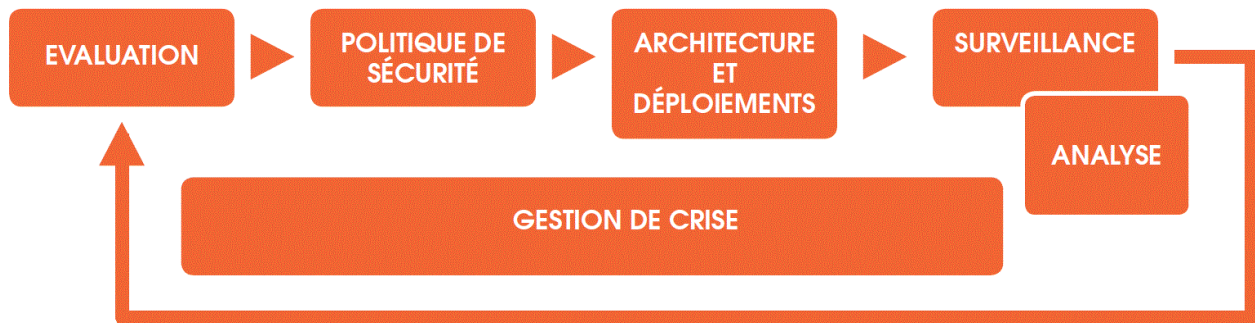 EVALUATION
POLITIQUE DE
SÉCURITÉ
ARCHITECTURE
ET
DÉPLOIEMENTS
SURVEILLANCE
ANALYSE
GESTION DE CRISE